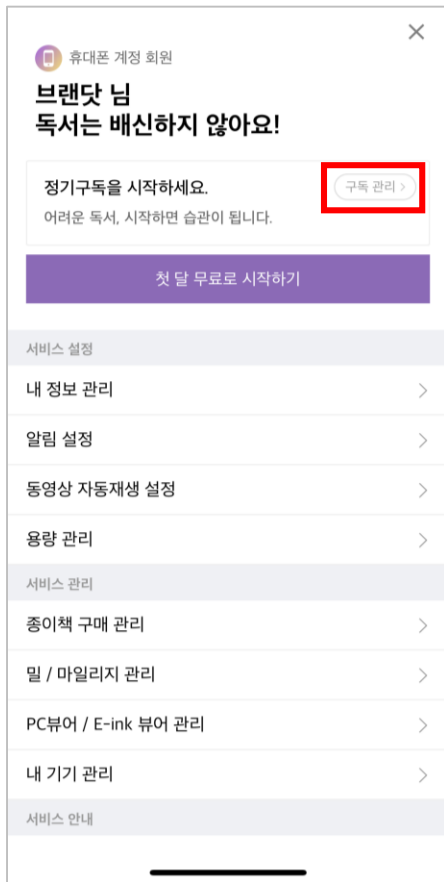 휴대폰 계정 회원
브랜닷 님
독서는 배신하지 않아요!
정기구독을 시작하세요.
구독 관리 >
어려운 독서, 시작하면 습관이 됩니다.
첫 달 무료로 시작하기
서비스 설정
내 정보 관리
알림 설정
동영상 자동재생 설정
용량 관리
서비스 관리
종이책 구매 관리
밀 / 마일리지 관리
PC뷰어 / E-ink 뷰어 관리
내 기기 관리
서비스 안내